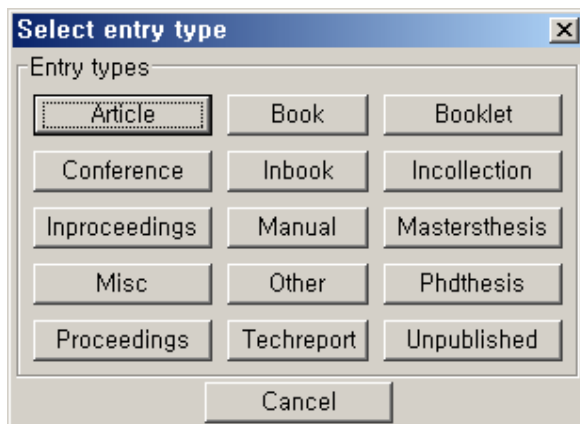 Select entry type
Entry types
Article Book Booklet
Conference Inbook Incollection
Inproceedings Manual Mastersthesis
Misc Other Phdthesis
Proceedings Techreport Unpublished
Cancel